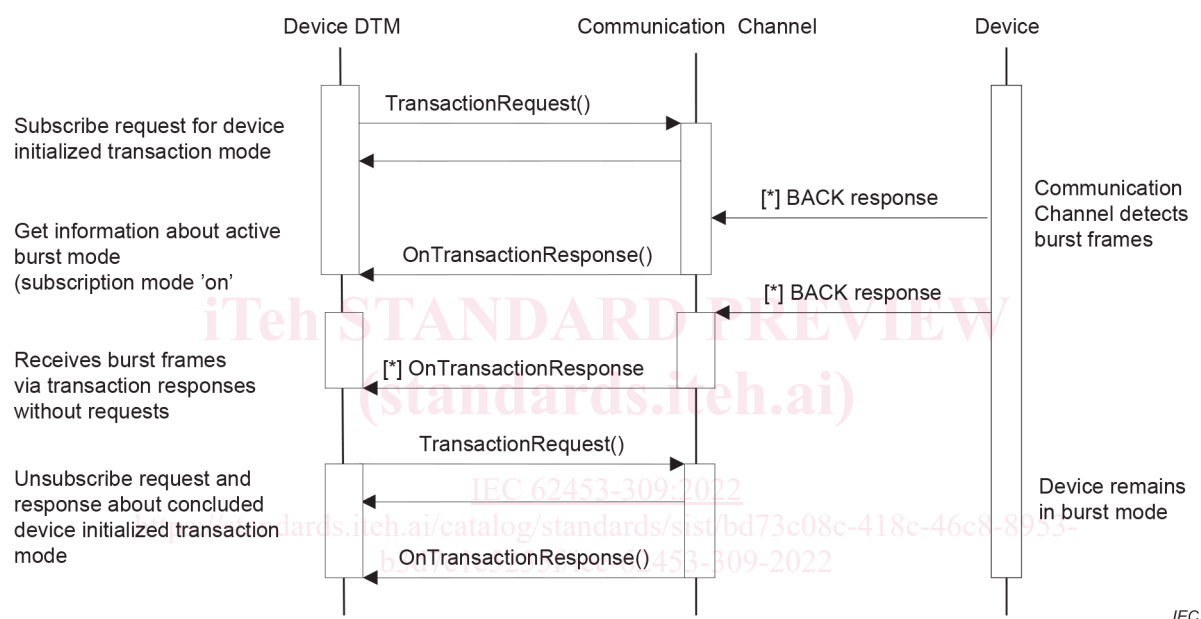 Device DTM
Communication Channel
Device
TransactionRequest()
Subscribe request for device
initialized transaction mode
[*] BACK response
Communication
Channel detects
burst frames
Get information about active
burst mode
(subscription mode ’on’
OnTransactionResponse()
[*] BACK response
iTeh STANDARD PREVIEW
Receives burst frames
via transaction responses
without requests
[*] OnTransactionResponse
(standards.iteh.ai)
TransactionRequest()
Unsubscribe request and
response about concluded
device initialized transaction
mode
IEC 62453-309:2022
Device remains
in burst mode
OnTransactionResponse()
IEC